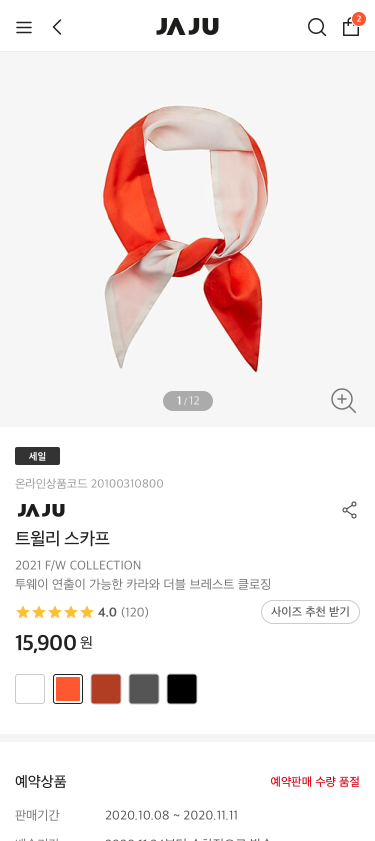 JAJU
2
1 / 12
세일
온라인상품코드 20100310800
JAJU
트윌리 스카프
2021 F/W COLLECTION
투웨이 연출이 가능한 카라와 더블 브레스트 클로징
4.0 (120)
사이즈 추천 받기
15,900 원
예약상품
예약판매 수량 품절
판매기간
2020.10.08 ~ 2020.11.11